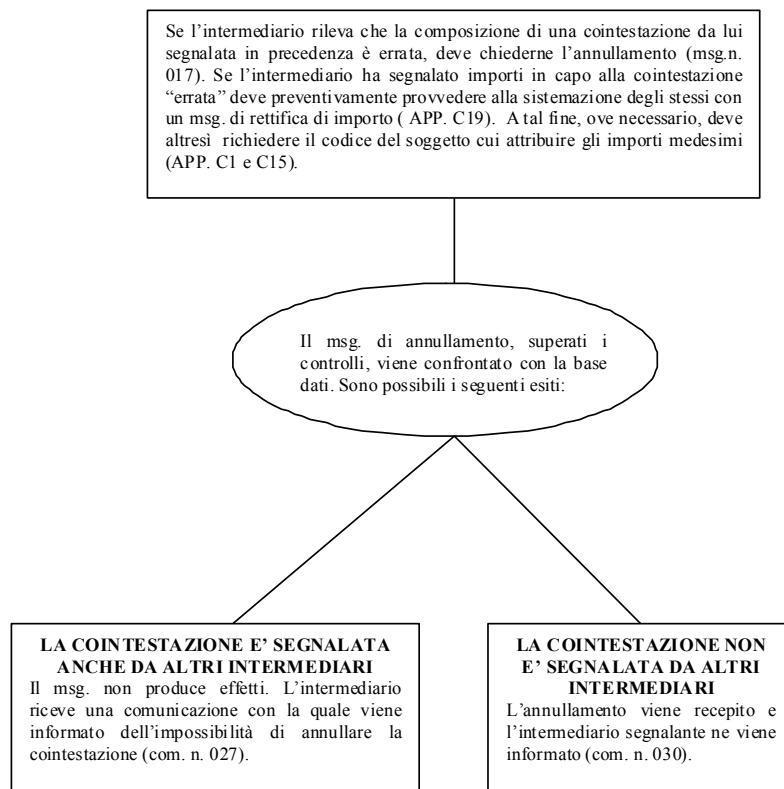 Se l'intermediario rileva che la composizione di una cointestazione da lui
segnalata in precedenza è errata, deve chiederne l'annullamento (msg.n.
017). Se l'intermediario ha segnalato importi in capo alla cointestazione
"errata" deve preventivamente provvedere alla sistemazione degli stessi con
un msg. di rettifica di importo ( APP. C19). A tal fine, ove necessario, deve
altresì richiedere il codice del soggetto cui attribuire gli importi medesimi
(APP. C1 e C15).
Il msg. di annullamento, superati i
controlli, viene confrontato con la base
dati. Sono possibili i seguenti esiti:
LA COINTESTAZIONE E' SEGNALATA
ANCHE DA ALTRI INTERMEDIARI
Il msg. non produce effetti. L'intermediario
riceve una comunicazione con la quale viene
informato dell'impossibilità di annullare la
cointestazione (com. n. 027).
LA COINTESTAZIONE NON
E' SEGNALATA DA ALTRI
INTERMEDIARI
L'annullamento viene recepito e
l'intermediario segnalante ne viene
informato (com. n. 030).